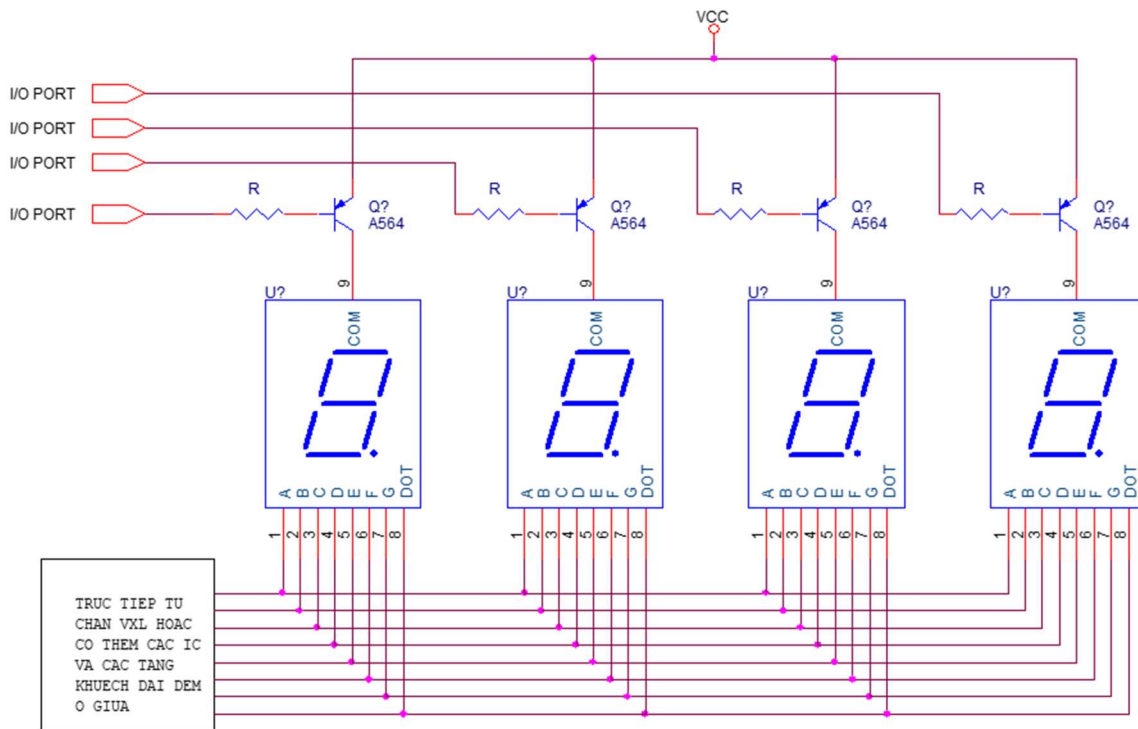 VCC
I/O PORT
I/O PORT
I/O PORT
I/O PORT
R
Q?
A564
R
Q?
A564
R
Q?
A564
R
Q?
A564
9
9
9
9
U?
U?
U?
U?
COM
COM
COM
COM
A B C D E F G DOT
A B C D E F G DOT
A B C D E F G DOT
A B C D E F G DOT
1 2 3 4 5 6 7 8
1 2 3 4 5 6 7 8
1 2 3 4 5 6 7 8
1 2 3 4 5 6 7 8
TRUC TIEP TU
CHAN VXL HOAC
CO THEM CAC IC
VA CAC TANG
KHUECH DAI DEM
O GIUA